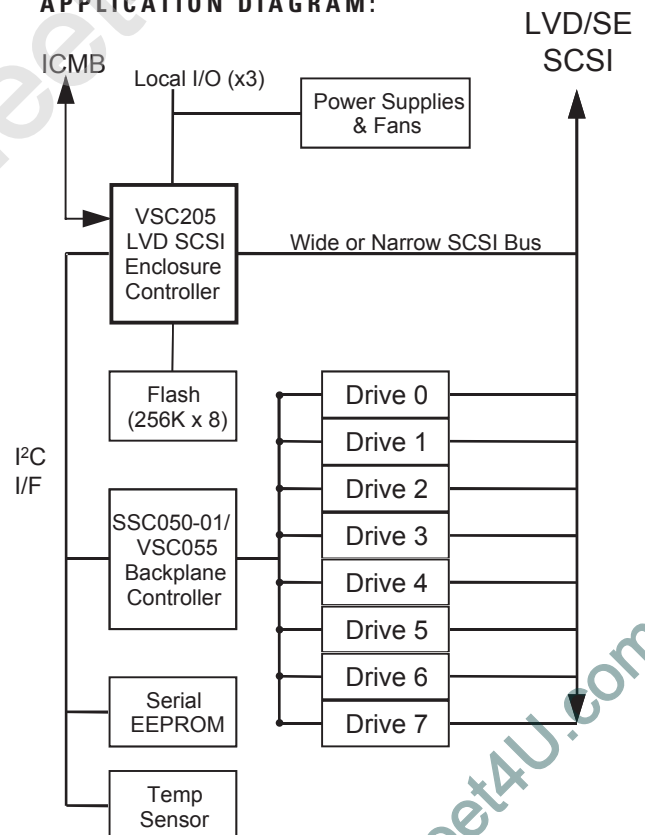 APPLICATION DIAGRAM:
LVD/SE
SCSI
ICMB
Local I/O (x3)
Power Supplies
& Fans
VSC205
LVD SCSI
Enclosure
Controller
Wide or Narrow SCSI Bus
Flash
(256K x 8)
I²C
I/F
SSC050-01/
VSC055
Backplane
Controller
Drive 0
Drive 1
Drive 2
Drive 3
Drive 4
Drive 5
Drive 6
Drive 7
Serial
EEPROM
Temp
Sensor
et4U.com